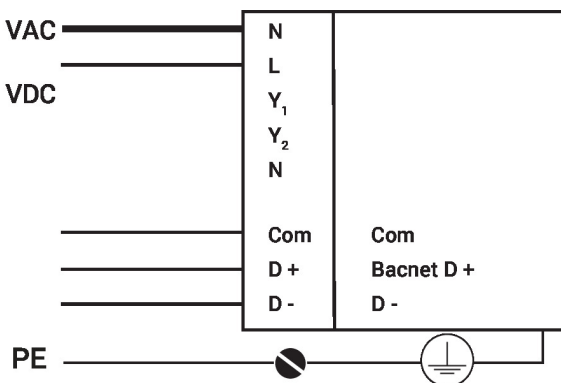 VAC N
L
VDC Y₁
Y₂
N
Com Com
D + Bacnet D +
D - D -
PE